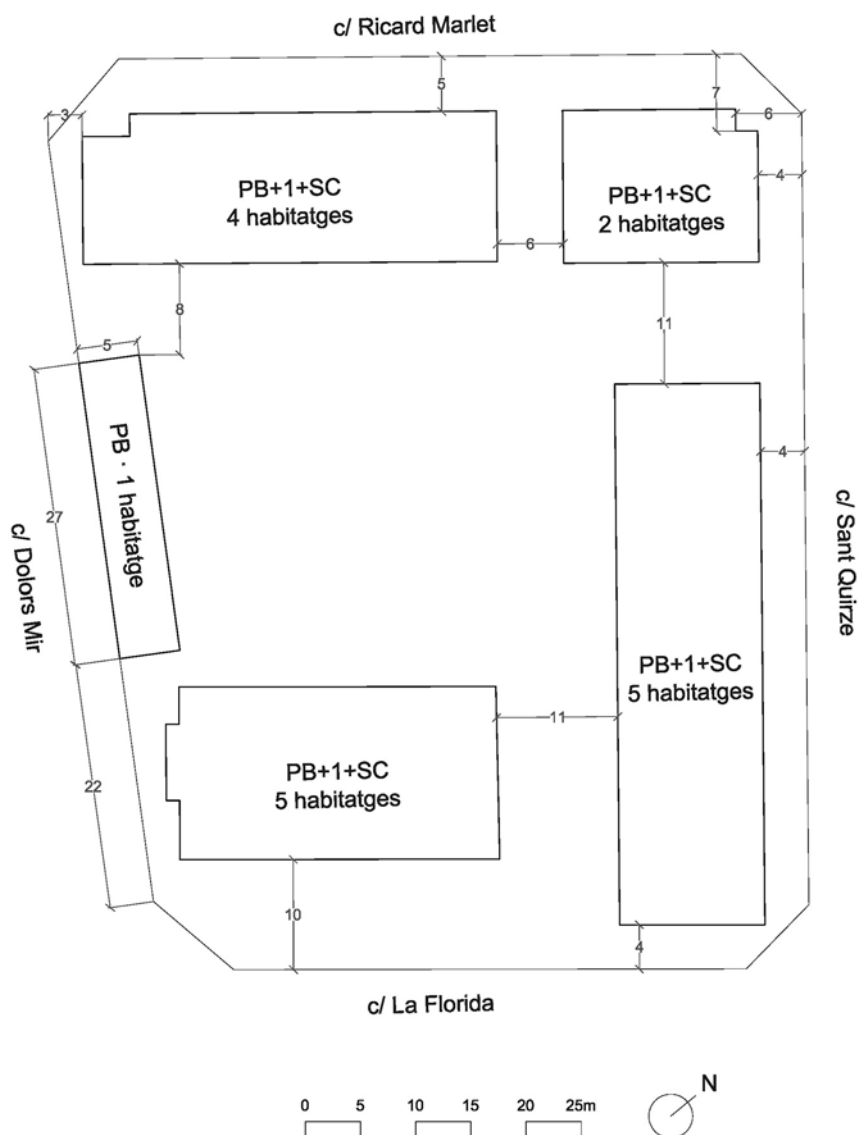 c/ Ricard Marlet
5
7
3
6
PB+1+SC
4 habitatges
PB+1+SC
2 habitatges
4
6
8
11
5
PB · 1 habitatge
27
c/ Dolors Mir
4
c/ Sant Quirze
PB+1+SC
5 habitatges
11
PB+1+SC
5 habitatges
22
10
4
c/ La Florida
0 5 10 15 20 25m
N